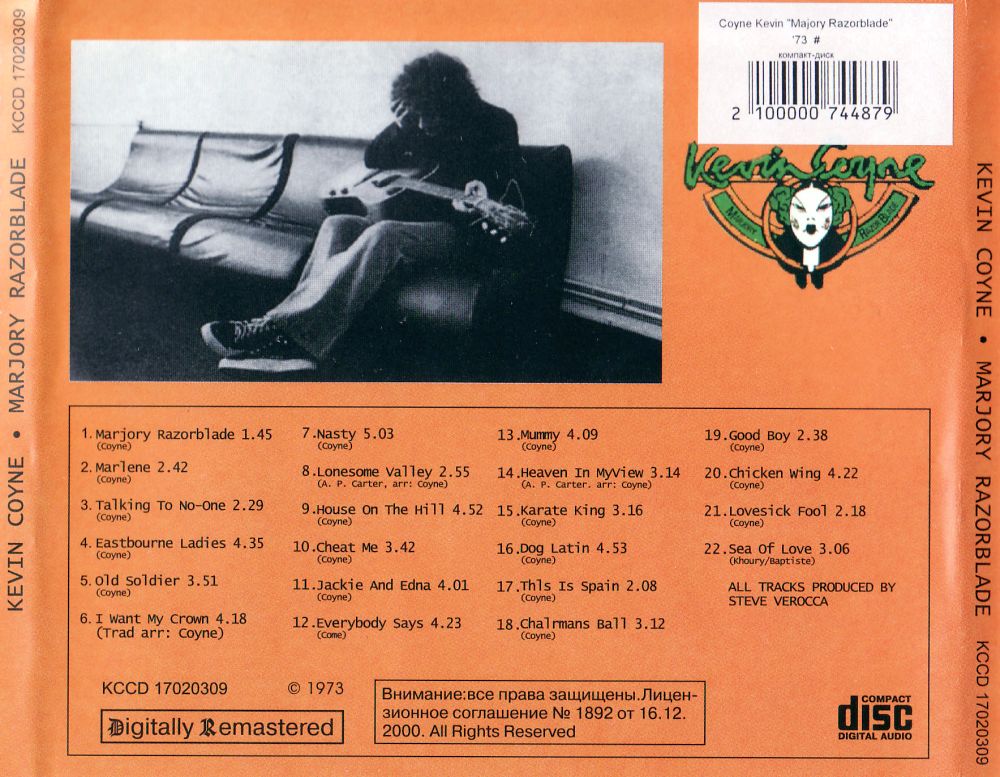 KEVIN COYNE • MARJORY RAZORBLADE KCCD 17020309
Coyne Kevin "Majory Razorblade"
'73 #
компакт-диск
2 100000 744879
Kevin Coyne
MARJORY RAZOR BLADE
1. Marjory Razorblade 1.45
(Coyne)
2. Marlene 2.42
(Coyne)
3. Talking To No-One 2.29
(Coyne)
4. Eastbourne Ladies 4.35
(Coyne)
5. Old Soldier 3.51
(Coyne)
6. I Want My Crown 4.18
(Trad arr: Coyne)
7.Nasty 5.03
(Coyne)
8.Lonesome Valley 2.55
(A. P. Carter, arr: Coyne)
9.House On The Hill 4.52
(Coyne)
10.Cheat Me 3.42
(Coyne)
11.Jackie And Edna 4.01
(Coyne)
12.Everybody Says 4.23
(Come)
13.Mummy 4.09
(Coyne)
14.Heaven In MyView 3.14
(A. P. Carter. arr: Coyne)
15.Karate King 3.16
(Coyne)
16.Dog Latin 4.53
(Coyne)
17.Thls Is Spain 2.08
(Coyne)
18.Chalrmans Ball 3.12
(Coyne)
19.Good Boy 2.38
(Coyne)
20.Chicken Wing 4.22
(Coyne)
21.Lovesick Fool 2.18
(Coyne)
22.Sea Of Love 3.06
(Khoury/Baptiste)
ALL TRACKS PRODUCED BY
STEVE VEROCCA
KCCD 17020309 © 1973
Digitally Remastered
Внимание:все права защищены.Лицен-
зионное соглашение № 1892 от 16.12.
2000. All Rights Reserved
COMPACT
disc
DIGITAL AUDIO
KEVIN COYNE • MARJORY RAZORBLADE KCCD 17020309